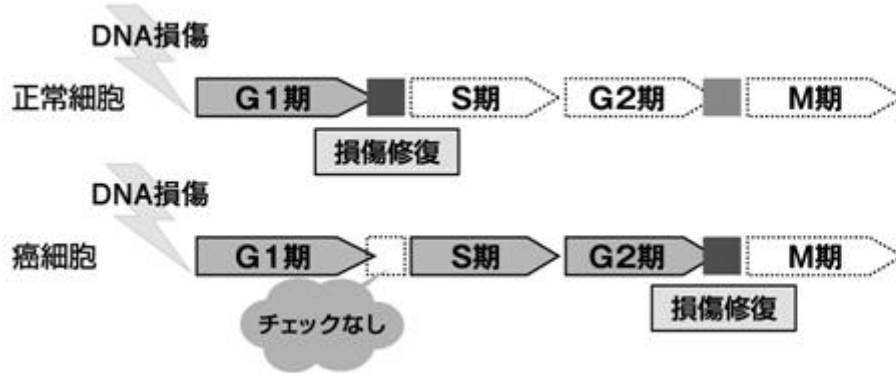 DNA損傷
正常細胞 G1期 S期 G2期 M期
損傷修復
DNA損傷
癌細胞 G1期 S期 G2期 M期
チェックなし 損傷修復